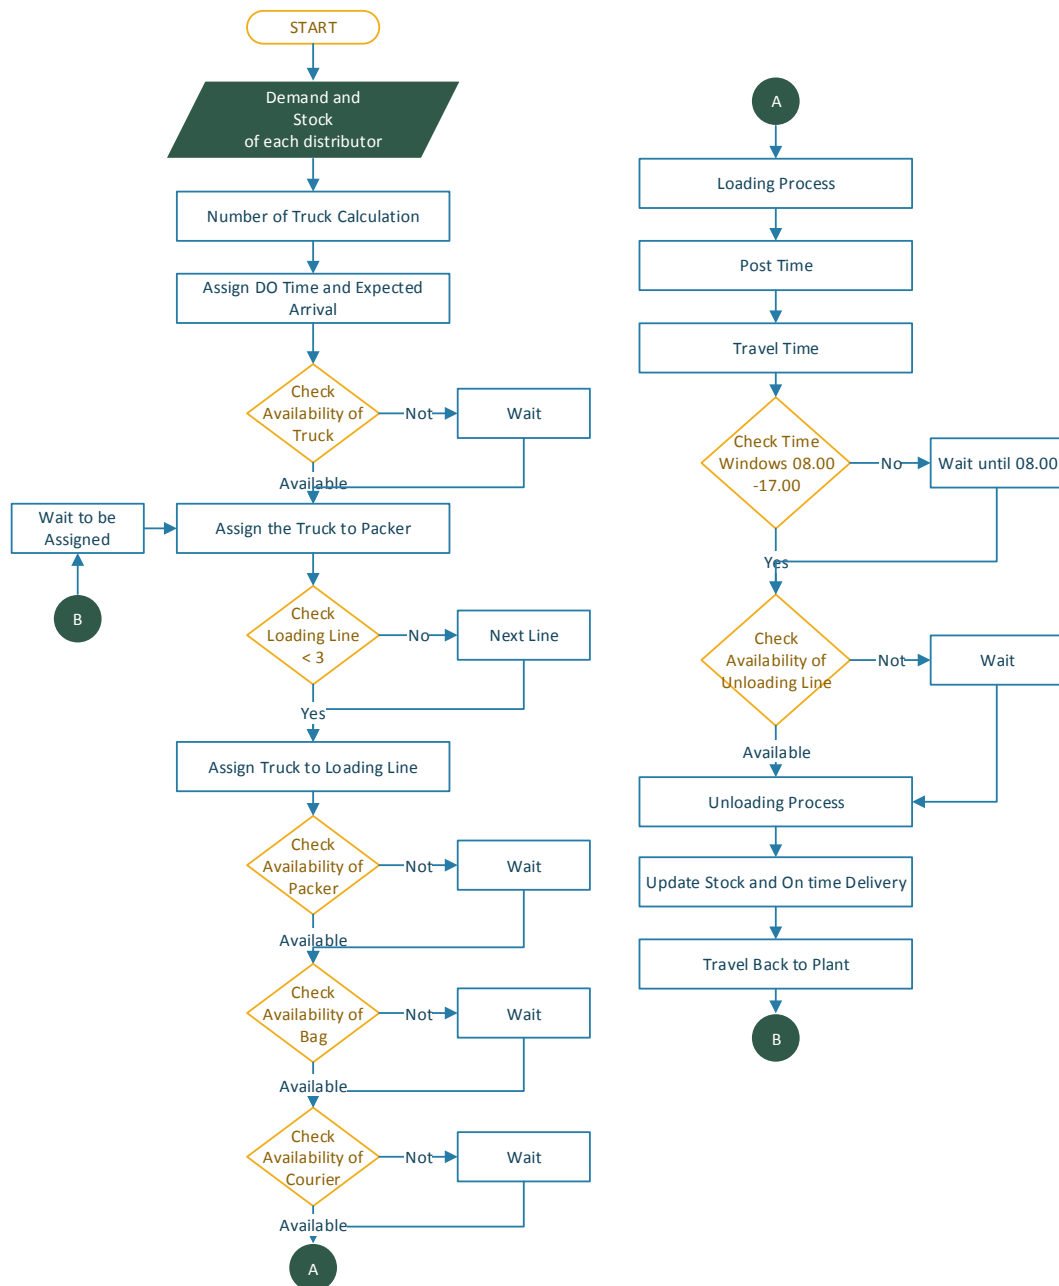 START
Demand and
Stock
of each distributor
Number of Truck Calculation
Assign DO Time and Expected
Arrival
Check
Availability of
Truck
Not
Wait
Available
Wait to be
Assigned
Assign the Truck to Packer
B
Check
Loading Line
< 3
No
Next Line
Yes
Assign Truck to Loading Line
Check
Availability of
Packer
Not
Wait
Available
Check
Availability of
Bag
Not
Wait
Available
Check
Availability of
Courier
Not
Wait
Available
A
A
Loading Process
Post Time
Travel Time
Check Time
Windows 08.00
-17.00
No
Wait until 08.00
Yes
Check
Availability of
Unloading Line
Not
Wait
Available
Unloading Process
Update Stock and On time Delivery
Travel Back to Plant
B